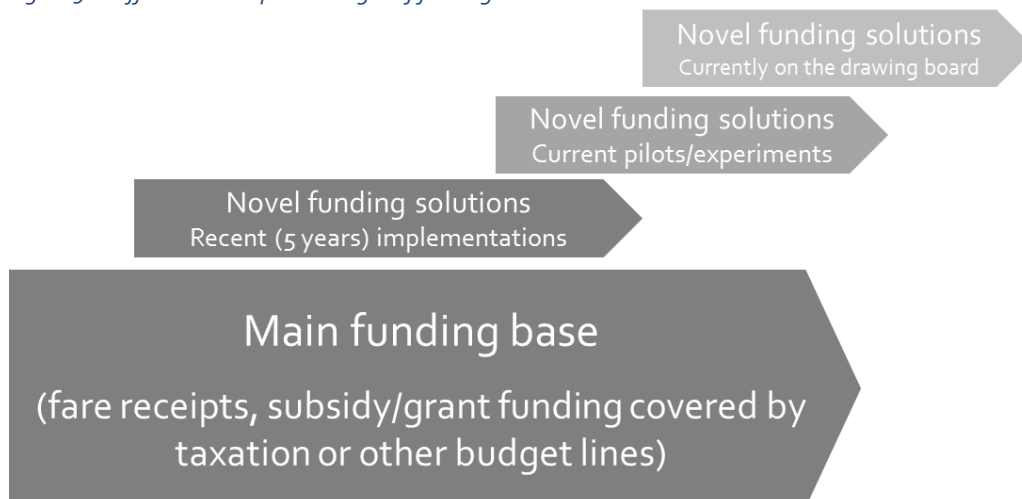 Novel funding solutions
Currently on the drawing board
Novel funding solutions
Current pilots/experiments
Novel funding solutions
Recent (5 years) implementations
Main funding base
(fare receipts, subsidy/grant funding covered by
taxation or other budget lines)